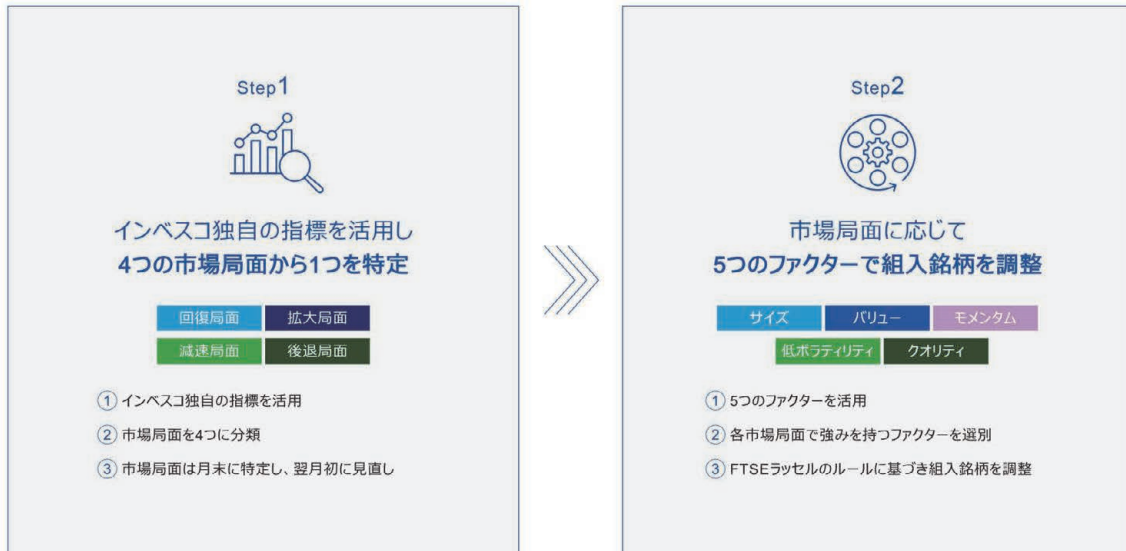 Step1
インベスコ独自の指標を活用し
4つの市場局面から1つを特定
回復局面 拡大局面
減速局面 後退局面
① インベスコ独自の指標を活用
② 市場局面を4つに分類
③ 市場局面は月末に特定し、翌月初に見直し
Step2
市場局面に応じて
5つのファクターで組入銘柄を調整
サイズ バリュー モメンタム
低ボラティリティ クオリティ
① 5つのファクターを活用
② 各市場局面で強みを持つファクターを選別
③ FTSEラッセルのルールに基づき組入銘柄を調整